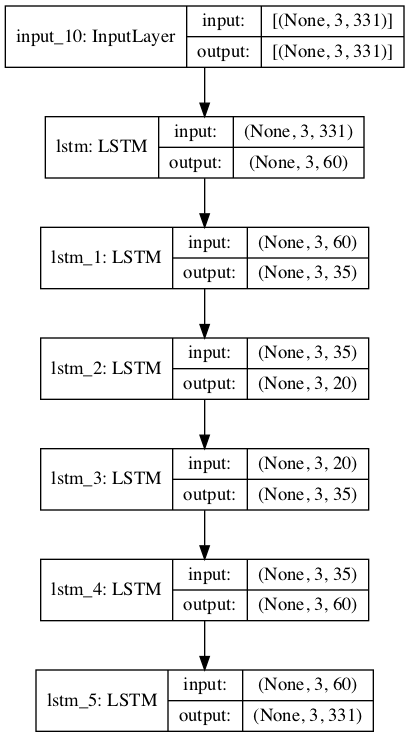 input_10: InputLayer
input:
[(None, 3, 331)]
output:
[(None, 3, 331)]
lstm: LSTM
input:
(None, 3, 331)
output:
(None, 3, 60)
lstm_1: LSTM
input:
(None, 3, 60)
output:
(None, 3, 35)
lstm_2: LSTM
input:
(None, 3, 35)
output:
(None, 3, 20)
lstm_3: LSTM
input:
(None, 3, 20)
output:
(None, 3, 35)
lstm_4: LSTM
input:
(None, 3, 35)
output:
(None, 3, 60)
lstm_5: LSTM
input:
(None, 3, 60)
output:
(None, 3, 331)